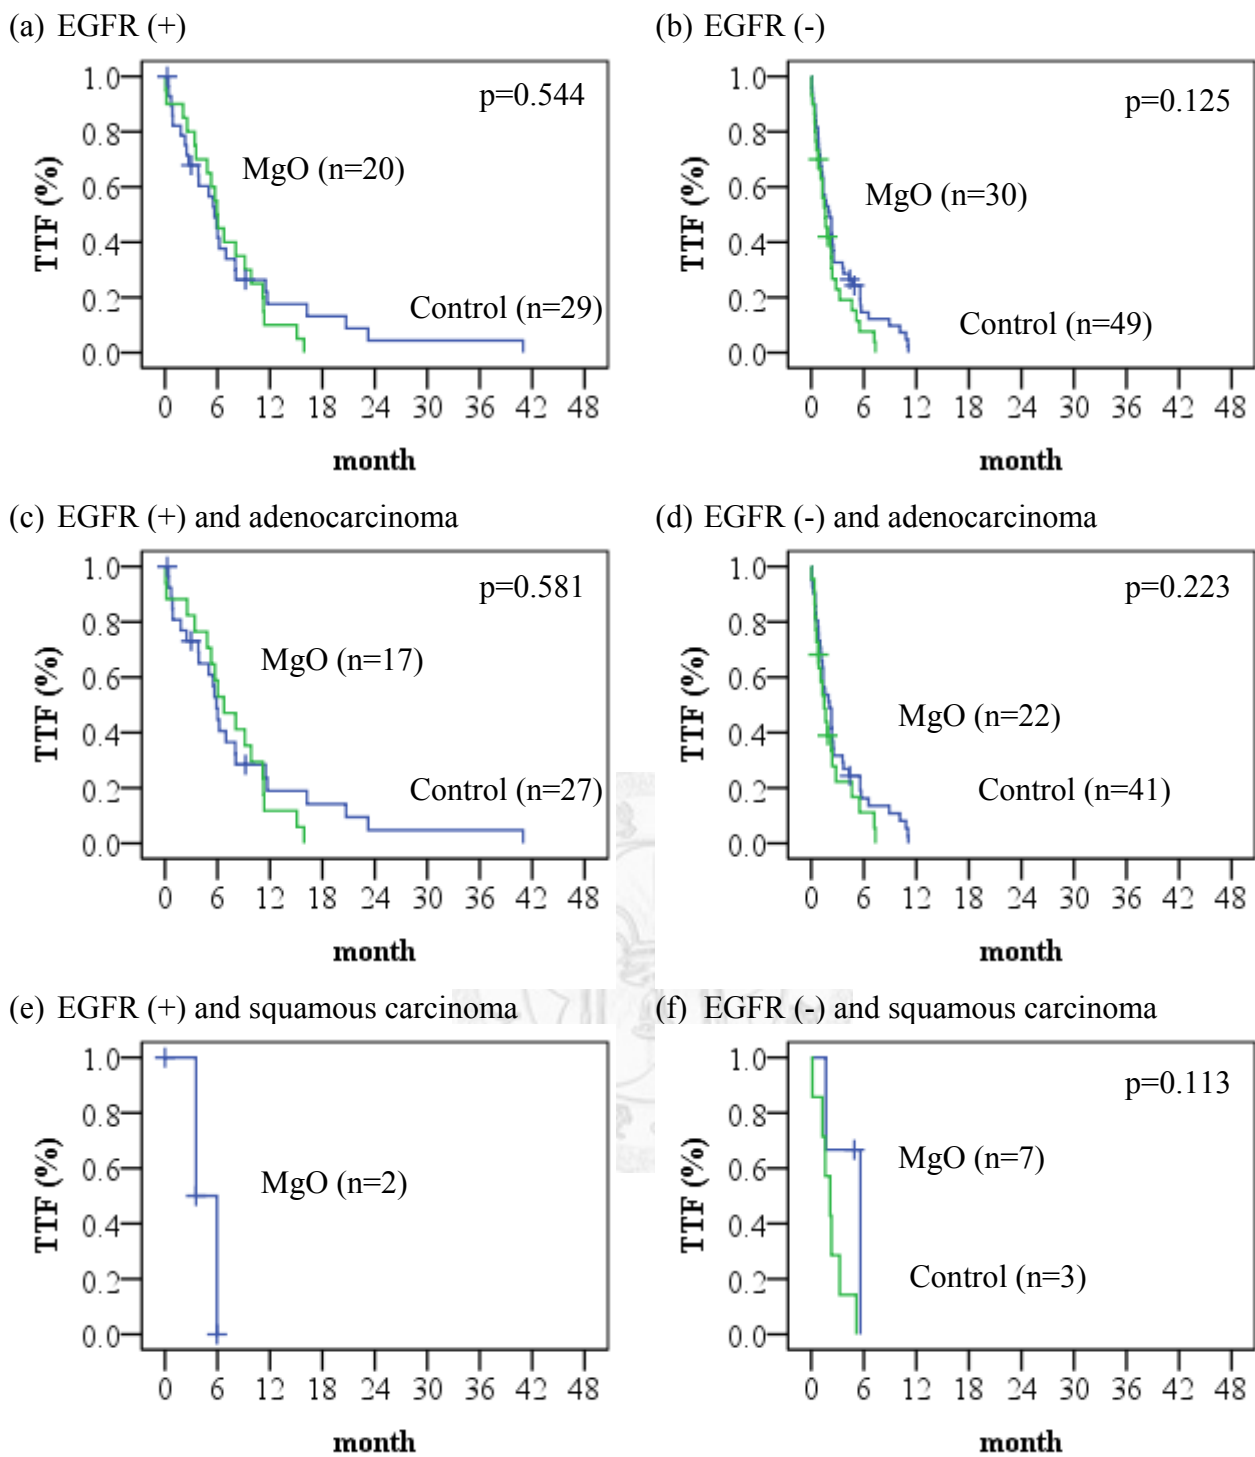 (a) EGFR (+)
p=0.544
MgO (n=20)
Control (n=29)
TTF (%)
1.0
0.8
0.6
0.4
0.2
0.0
0 6 12 18 24 30 36 42 48
month
(b) EGFR (-)
p=0.125
MgO (n=30)
Control (n=49)
TTF (%)
1.0
0.8
0.6
0.4
0.2
0.0
0 6 12 18 24 30 36 42 48
month
(c) EGFR (+) and adenocarcinoma
p=0.581
MgO (n=17)
Control (n=27)
TTF (%)
1.0
0.8
0.6
0.4
0.2
0.0
0 6 12 18 24 30 36 42 48
month
(d) EGFR (-) and adenocarcinoma
p=0.223
MgO (n=22)
Control (n=41)
TTF (%)
1.0
0.8
0.6
0.4
0.2
0.0
0 6 12 18 24 30 36 42 48
month
(e) EGFR (+) and squamous carcinoma
MgO (n=2)
TTF (%)
1.0
0.8
0.6
0.4
0.2
0.0
0 6 12 18 24 30 36 42 48
month
(f) EGFR (-) and squamous carcinoma
p=0.113
MgO (n=7)
Control (n=3)
TTF (%)
1.0
0.8
0.6
0.4
0.2
0.0
0 6 12 18 24 30 36 42 48
month